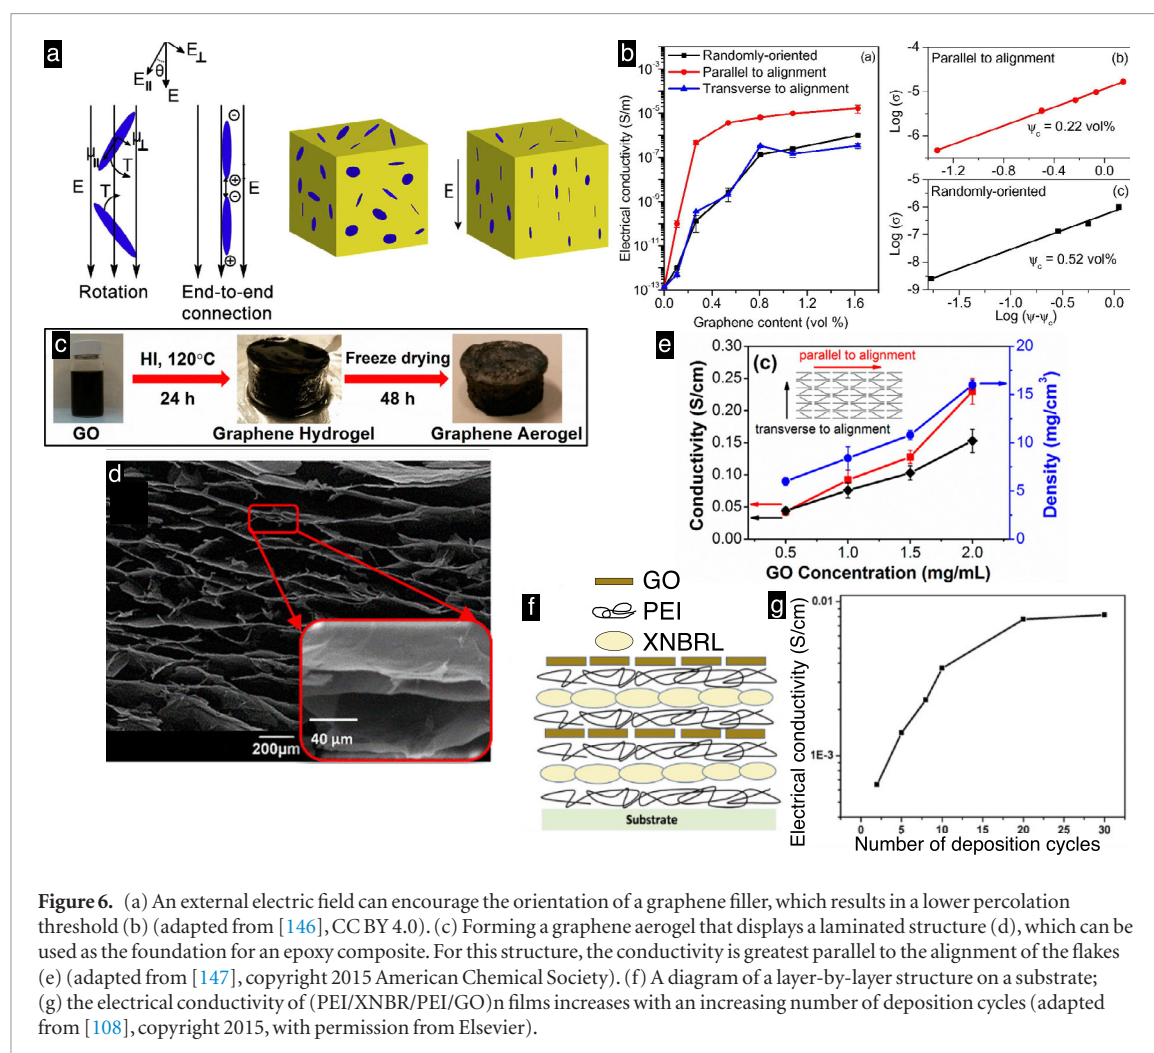 a
E⊥
E∥
θ
E
μ∥
μ⊥
T
E
T
E
Rotation
End-to-end
connection
E
b
Electrical conductivity (S/m)
10⁻³
10⁻⁵
10⁻⁷
10⁻⁹
10⁻¹¹
10⁻¹³
Randomly-oriented
Parallel to alignment
Transverse to alignment
(a)
0.0 0.4 0.8 1.2 1.6
Graphene content (vol %)
Log (σ)
-4
-5
-6
Parallel to alignment
(b)
ψc = 0.22 vol%
-1.2 -0.8 -0.4 0.0
Log (σ)
-6
-7
-8
-9
Randomly-oriented
(c)
ψc = 0.52 vol%
-1.5 -1.0 -0.5 0.0
Log (ψ-ψc)
c
HI, 120°C
24 h
Freeze drying
48 h
GO
Graphene Hydrogel
Graphene Aerogel
d
200μm
40 μm
e
Conductivity (S/cm)
0.30
0.25
0.20
0.15
0.10
0.05
0.00
(c)
parallel to alignment
transverse to alignment
20
15
10
5
0
Density (mg/cm³)
0.5 1.0 1.5 2.0
GO Concentration (mg/mL)
f
GO
PEI
XNBRL
Substrate
g
Electrical conductivity (S/cm)
0.01
1E-3
0 5 10 15 20 25 30
Number of deposition cycles
Figure 6. (a) An external electric field can encourage the orientation of a graphene filler, which results in a lower percolation
threshold (b) (adapted from [146], CC BY 4.0). (c) Forming a graphene aerogel that displays a laminated structure (d), which can be
used as the foundation for an epoxy composite. For this structure, the conductivity is greatest parallel to the alignment of the flakes
(e) (adapted from [147], copyright 2015 American Chemical Society). (f) A diagram of a layer-by-layer structure on a substrate;
(g) the electrical conductivity of (PEI/XNBR/PEI/GO)n films increases with an increasing number of deposition cycles (adapted
from [108], copyright 2015, with permission from Elsevier).